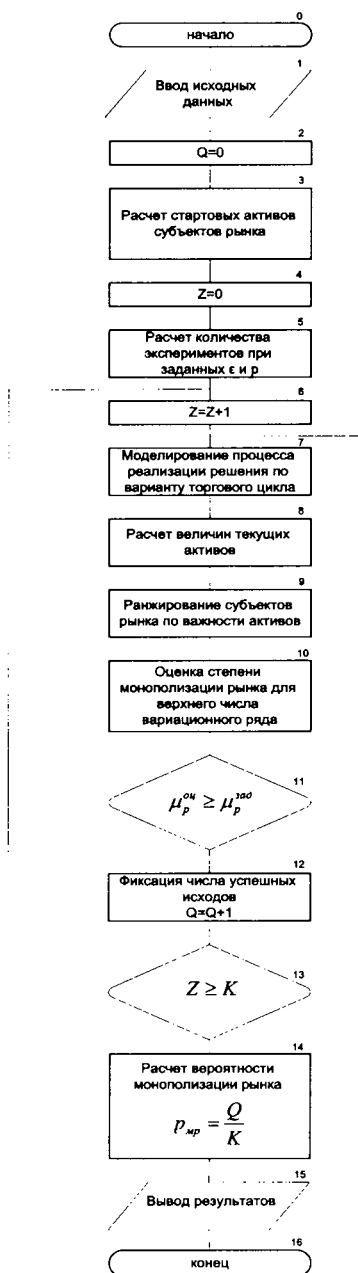 0
начало
1
Ввод исходных
данных
2
Q=0
3
Расчет стартовых активов
субъектов рынка
4
Z=0
5
Расчет количества
экспериментов при
заданных ε и p
6
Z=Z+1
7
Моделирование процесса
реализации решения по
варианту торгового цикла
8
Расчет величин текущих
активов
9
Ранжирование субъектов
рынка по важности активов
10
Оценка степени
монополизации рынка для
верхнего числа
вариационного ряда
11
μ_p^{оц} ≥ μ_p^{зад}
12
Фиксация числа успешных
исходов
Q=Q+1
13
Z ≥ K
14
Расчет вероятности
монополизации рынка
p_{мр} = Q/K
15
Вывод результатов
16
конец